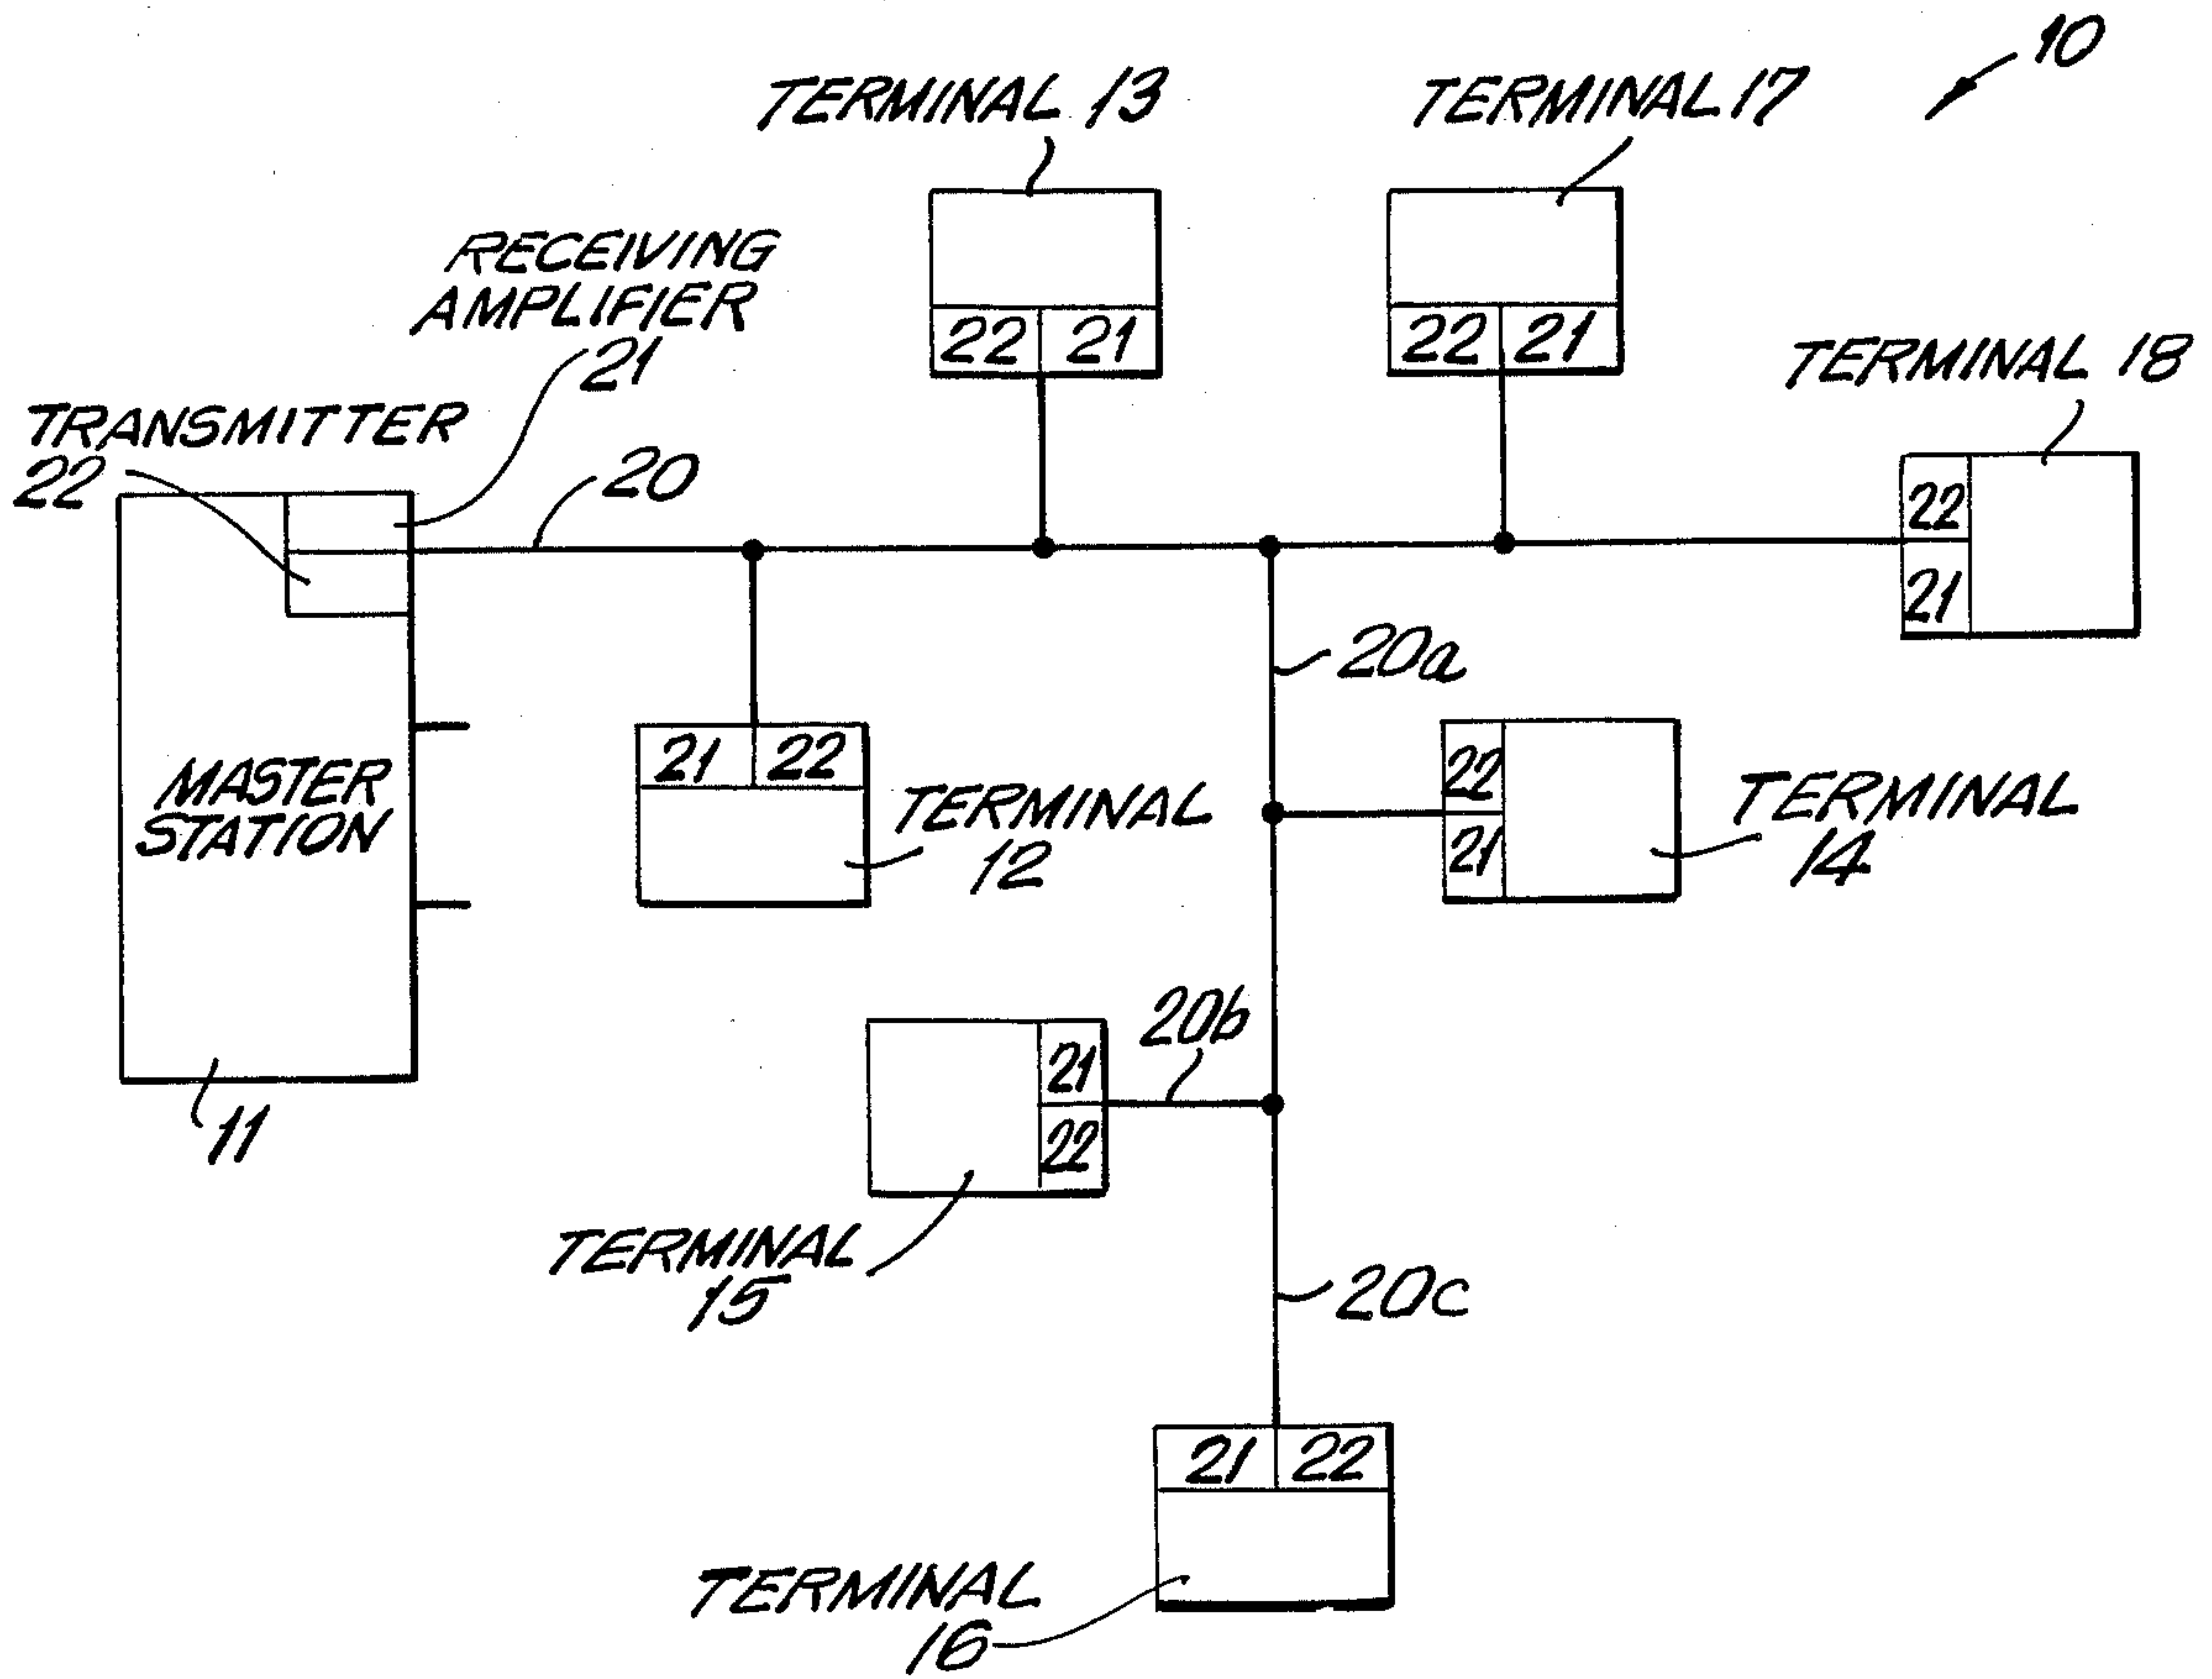 10
TERMINAL 13
TERMINAL 17
RECEIVING
AMPLIFIER
21
22 21
22 21
TERMINAL 18
TRANSMITTER
22
20
22
21
20a
MASTER
STATION
21 22
TERMINAL
12
22
21
TERMINAL
14
20b
21
22
11
TERMINAL
15
20c
21 22
TERMINAL
16